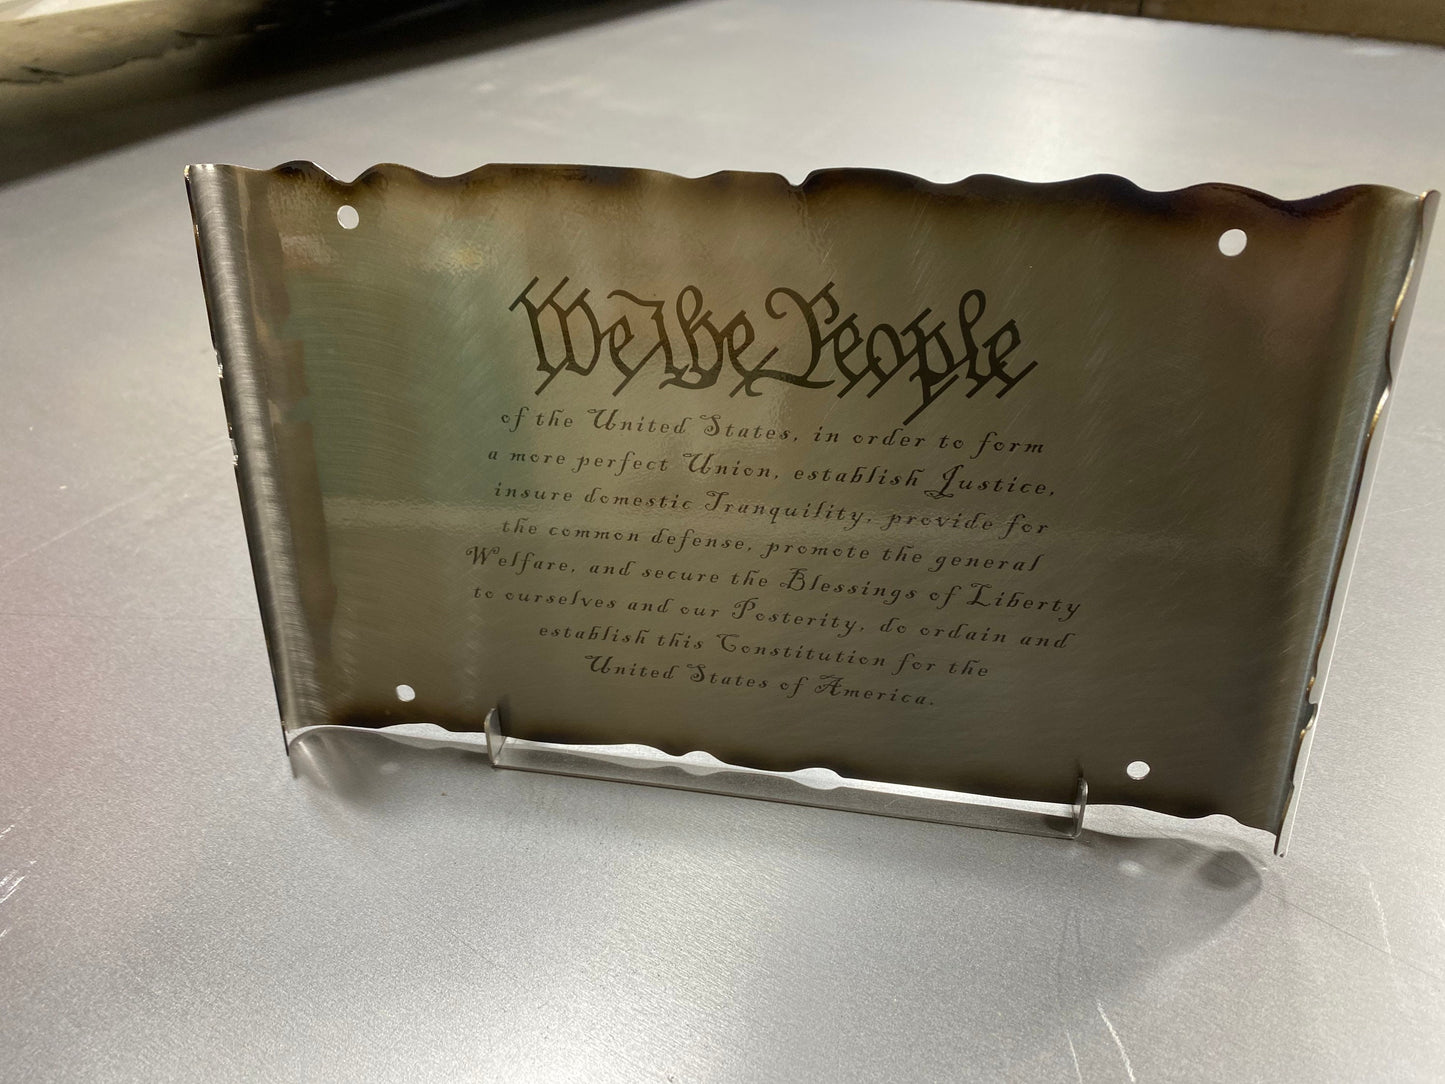 We the People
of the United States, in order to form
a more perfect Union, establish Justice,
insure domestic Tranquility, provide for
the common defense, promote the general
Welfare, and secure the Blessings of Liberty
to ourselves and our Posterity, do ordain and
establish this Constitution for the
United States of America.